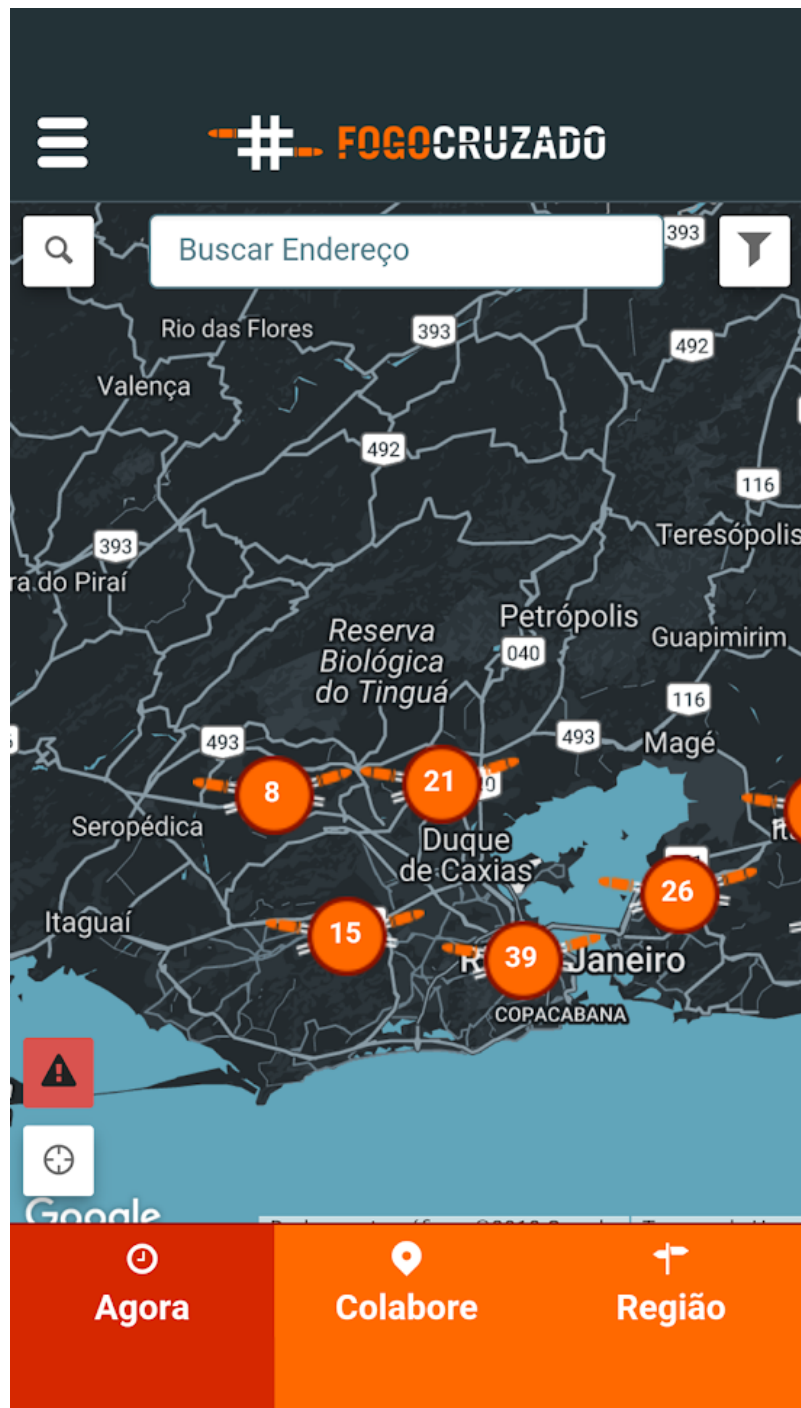 FOGOCRUZADO
Buscar Endereço
393
Rio das Flores
393
492
Valença
492
116
393
Teresópolis
ra do Piraí
Petrópolis
Reserva
Biológica
do Tinguá
040
Guapimirim
116
493
493
Magé
8
21
Seropédica
Duque
de Caxias
26
Itaguaí
15
39
Janeiro
COPACABANA
Google
Agora
Colabore
Região